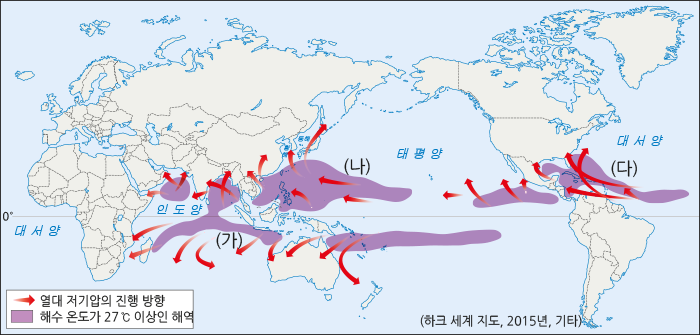 대서양
태평양
(나)
(다)
0°
인도양
대서양
(가)
열대 저기압의 진행 방향
해수 온도가 27℃ 이상인 해역
(하크 세계 지도, 2015년, 기타)